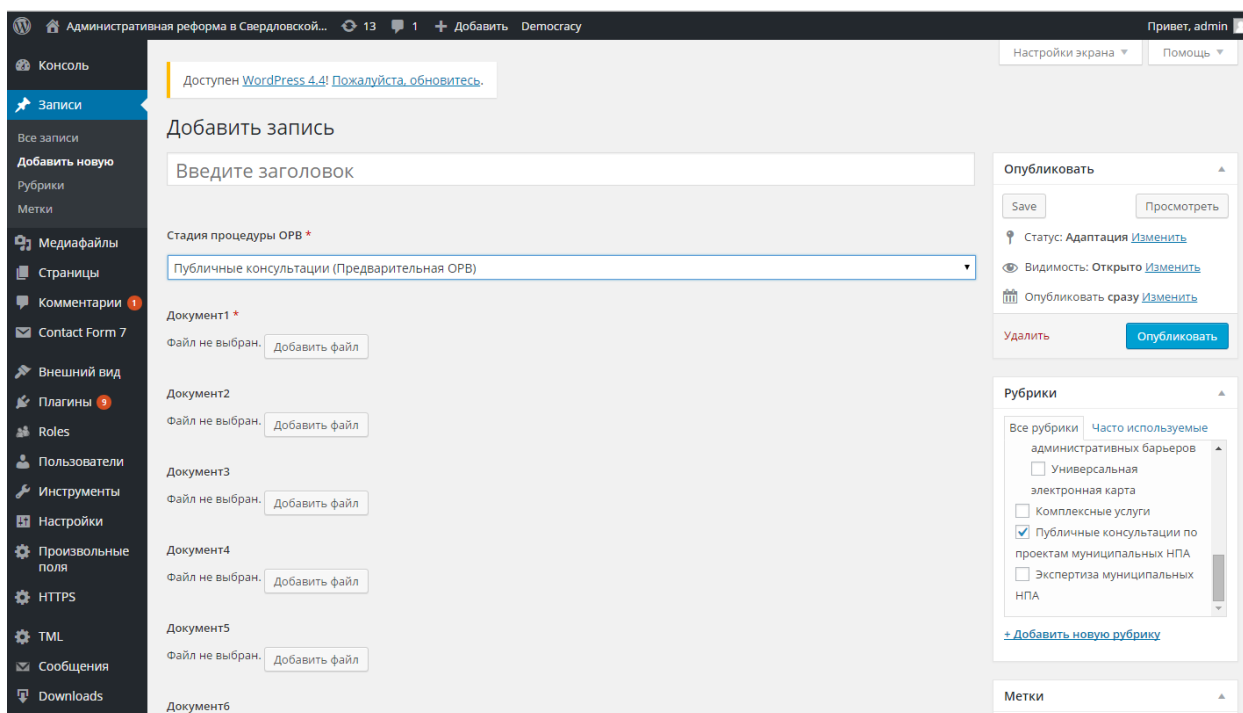 Административная реформа в Свердловской... 13 1 + Добавить Democracy Привет, admin
Настройки экрана Помощь
Консоль
Записи
Все записи
Добавить новую
Рубрики
Метки
Медиафайлы
Страницы
Комментарии 1
Contact Form 7
Внешний вид
Плагины 9
Roles
Пользователи
Инструменты
Настройки
Произвольные
поля
HTTPS
TML
Сообщения
Downloads
Доступен WordPress 4.4! Пожалуйста, обновитесь.
Добавить запись
Введите заголовок
Стадия процедуры ОРВ *
Публичные консультации (Предварительная ОРВ)
Документ1 *
Файл не выбран. Добавить файл
Документ2
Файл не выбран. Добавить файл
Документ3
Файл не выбран. Добавить файл
Документ4
Файл не выбран. Добавить файл
Документ5
Файл не выбран. Добавить файл
Документ6
Опубликовать
Save Просмотреть
Статус: Адаптация Изменить
Видимость: Открыто Изменить
Опубликовать сразу Изменить
Удалить Опубликовать
Рубрики
Все рубрики Часто используемые
административных барьеров
Универсальная
электронная карта
Комплексные услуги
Публичные консультации по
проектам муниципальных НПА
Экспертиза муниципальных
НПА
+ Добавить новую рубрику
Метки